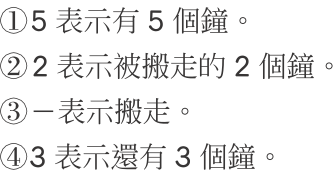 ①5 表示有 5 個鐘。
②2 表示被搬走的 2 個鐘。
③－表示搬走。
④3 表示還有 3 個鐘。